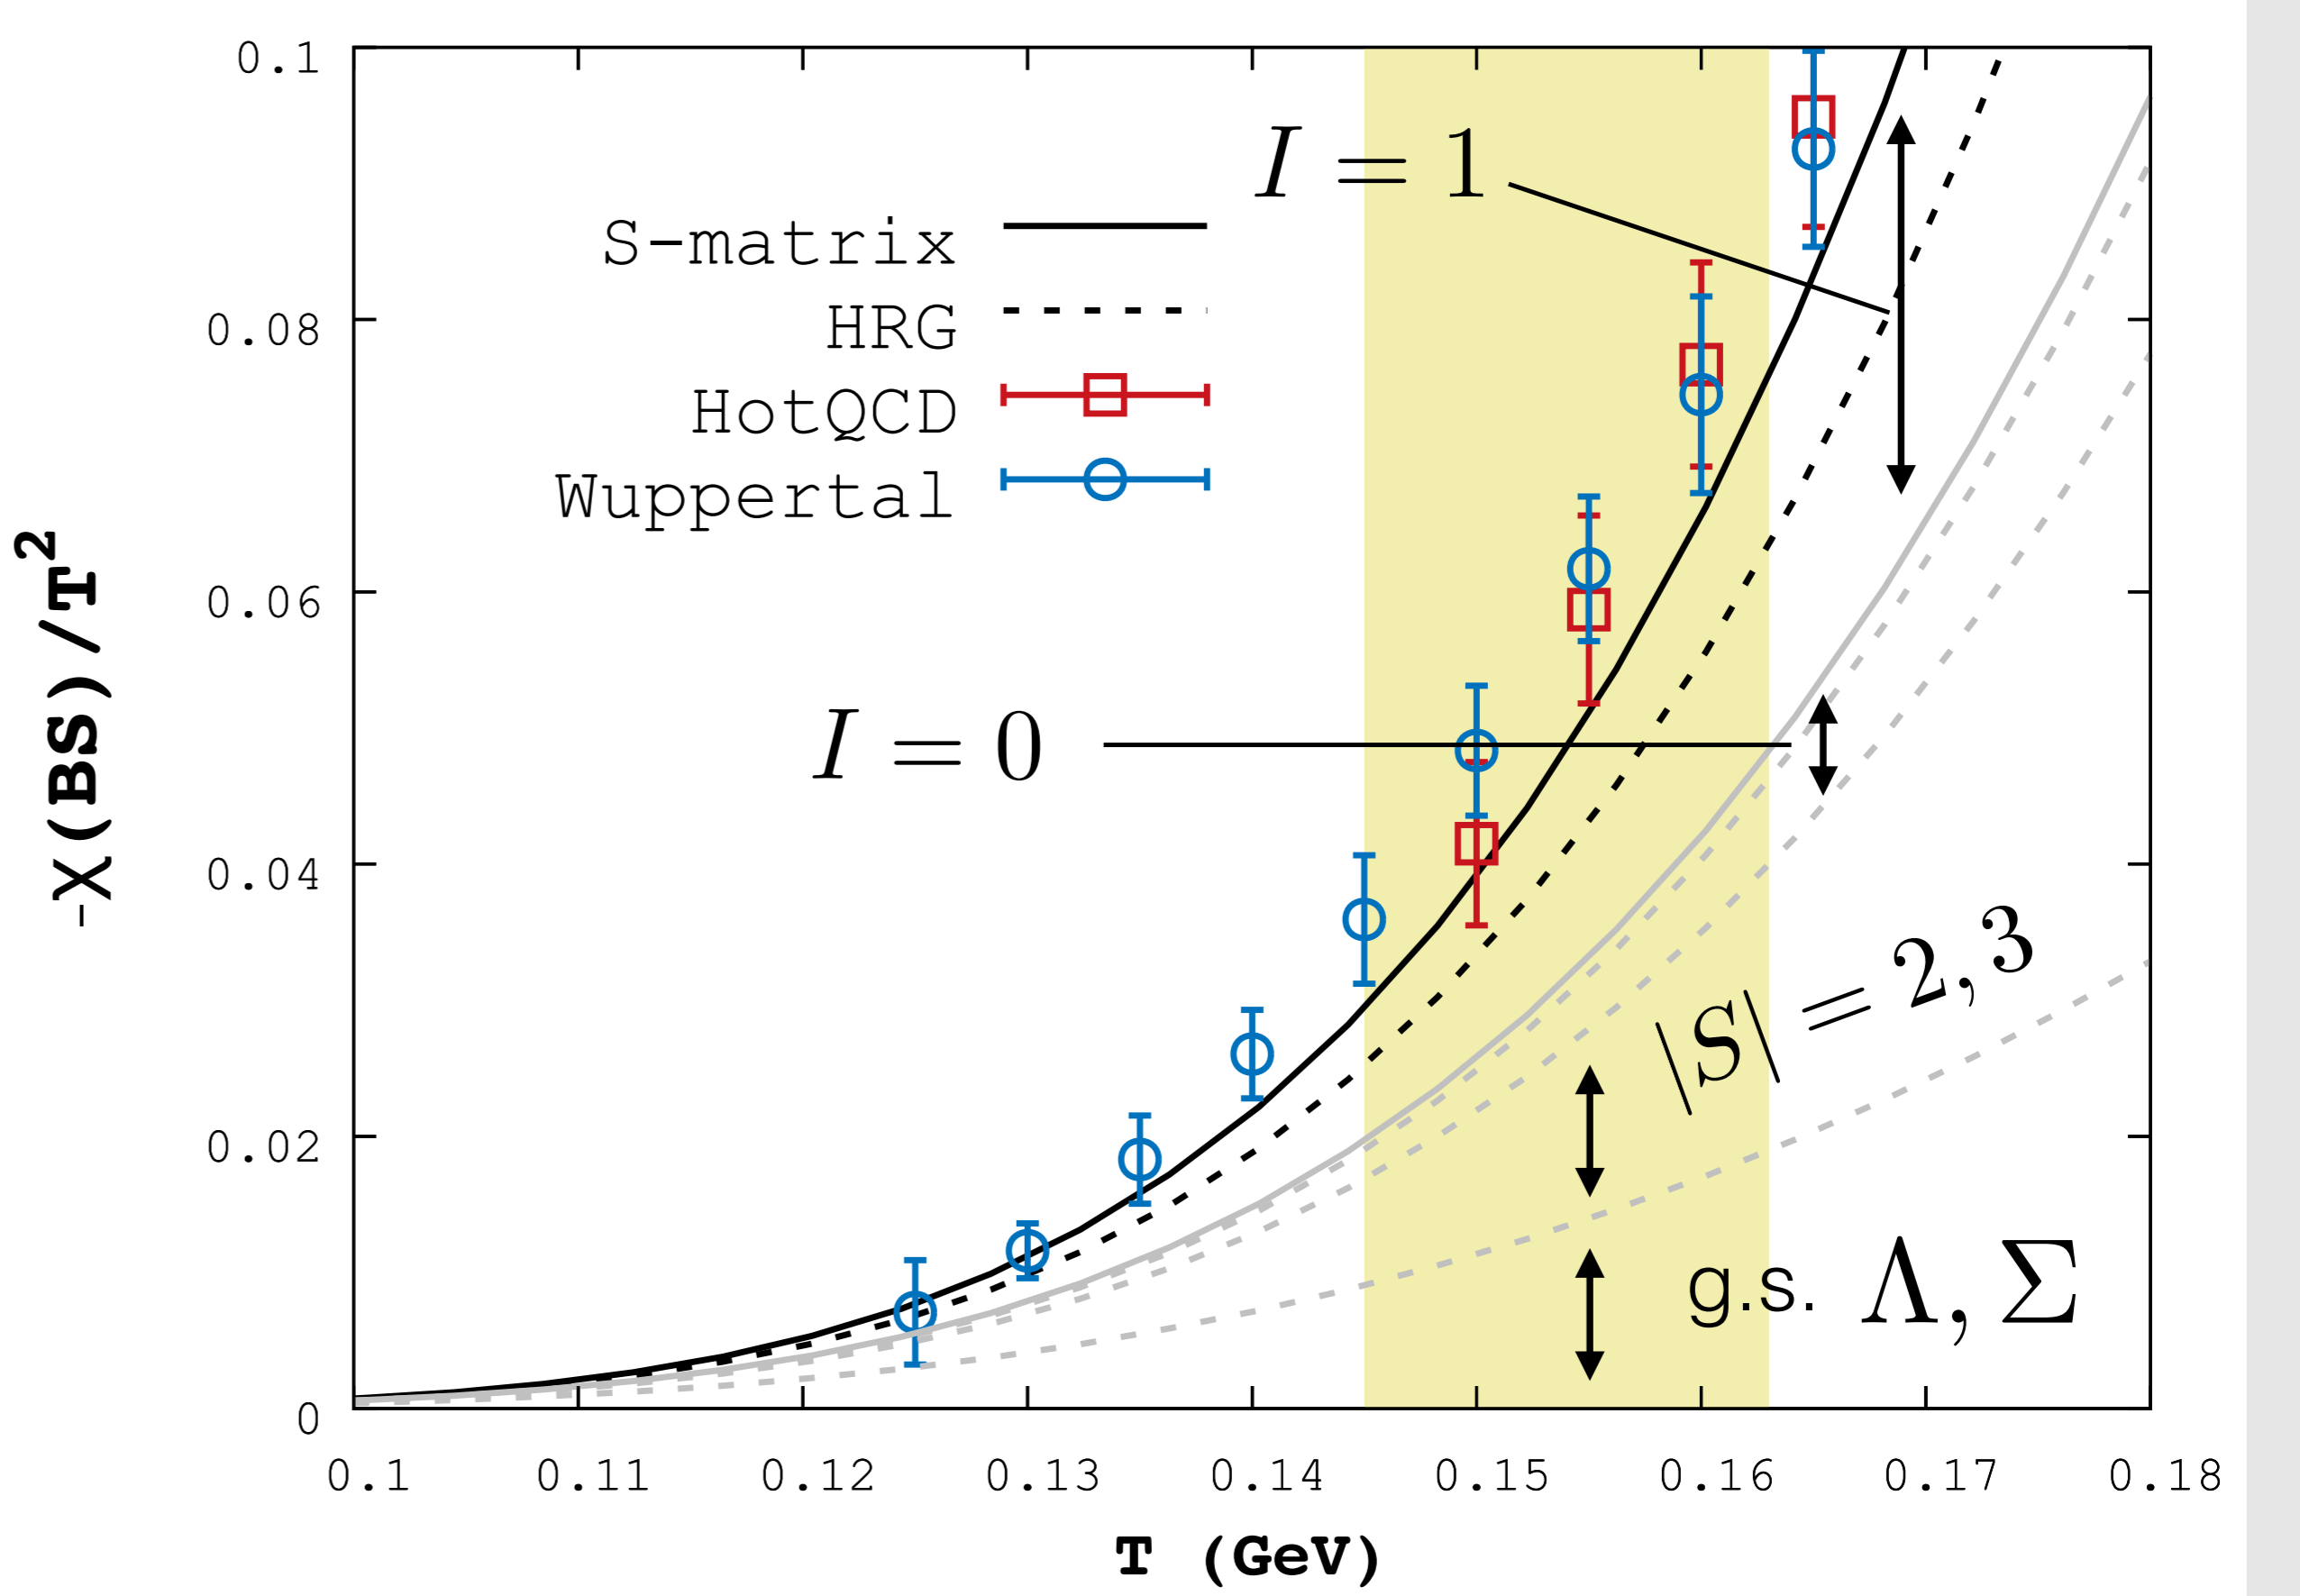 0.1
0.08
0.06
0.04
0.02
0
-χ(BS)/T²
I = 1
S-matrix
HRG
HotQCD
Wuppertal
I = 0
|S| = 2,3
g.s. Λ, Σ
0.1 0.11 0.12 0.13 0.14 0.15 0.16 0.17 0.18
T (GeV)